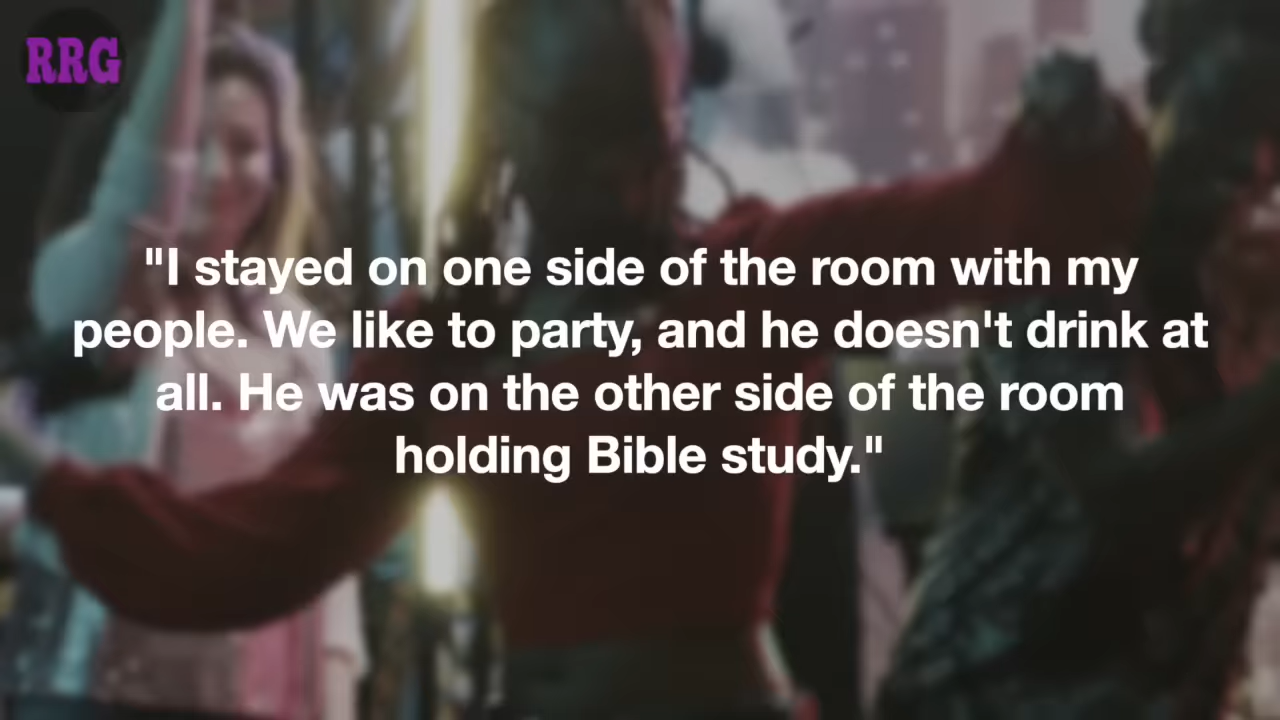 RRG
"I stayed on one side of the room with my
people. We like to party, and he doesn't drink at
all. He was on the other side of the room
holding Bible study."